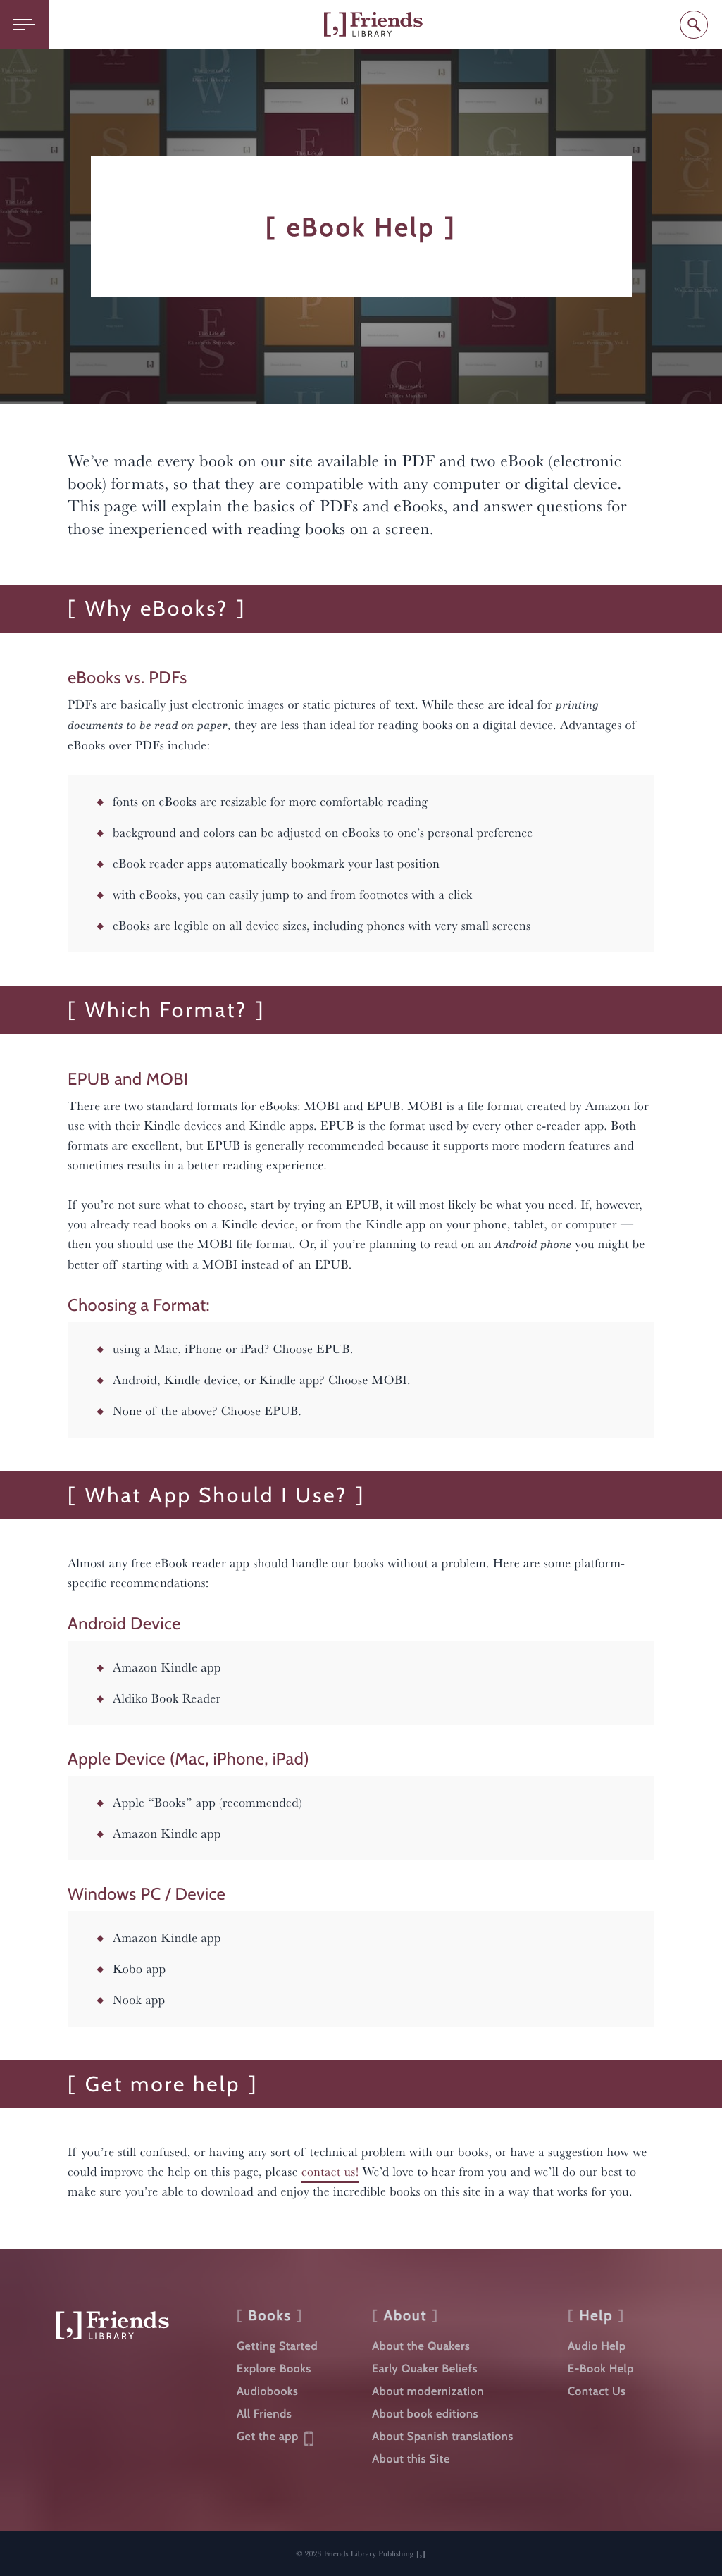 [,] Friends
LIBRARY
[ eBook Help ]
We’ve made every book on our site available in PDF and two eBook (electronic
book) formats, so that they are compatible with any computer or digital device.
This page will explain the basics of PDFs and eBooks, and answer questions for
those inexperienced with reading books on a screen.
[ Why eBooks? ]
eBooks vs. PDFs
PDFs are basically just electronic images or static pictures of text. While these are ideal for printing
documents to be read on paper, they are less than ideal for reading books on a digital device. Advantages of
eBooks over PDFs include:
◆ fonts on eBooks are resizable for more comfortable reading
◆ background and colors can be adjusted on eBooks to one’s personal preference
◆ eBook reader apps automatically bookmark your last position
◆ with eBooks, you can easily jump to and from footnotes with a click
◆ eBooks are legible on all device sizes, including phones with very small screens
[ Which Format? ]
EPUB and MOBI
There are two standard formats for eBooks: MOBI and EPUB. MOBI is a file format created by Amazon for
use with their Kindle devices and Kindle apps. EPUB is the format used by every other e-reader app. Both
formats are excellent, but EPUB is generally recommended because it supports more modern features and
sometimes results in a better reading experience.
If you’re not sure what to choose, start by trying an EPUB, it will most likely be what you need. If, however,
you already read books on a Kindle device, or from the Kindle app on your phone, tablet, or computer —
then you should use the MOBI file format. Or, if you’re planning to read on an Android phone you might be
better off starting with a MOBI instead of an EPUB.
Choosing a Format:
◆ using a Mac, iPhone or iPad? Choose EPUB.
◆ Android, Kindle device, or Kindle app? Choose MOBI.
◆ None of the above? Choose EPUB.
[ What App Should I Use? ]
Almost any free eBook reader app should handle our books without a problem. Here are some platform-
specific recommendations:
Android Device
◆ Amazon Kindle app
◆ Aldiko Book Reader
Apple Device (Mac, iPhone, iPad)
◆ Apple “Books” app (recommended)
◆ Amazon Kindle app
Windows PC / Device
◆ Amazon Kindle app
◆ Kobo app
◆ Nook app
[ Get more help ]
If you’re still confused, or having any sort of technical problem with our books, or have a suggestion how we
could improve the help on this page, please contact us! We’d love to hear from you and we’ll do our best to
make sure you’re able to download and enjoy the incredible books on this site in a way that works for you.
[,] Friends
LIBRARY
[ Books ]
Getting Started
Explore Books
Audiobooks
All Friends
Get the app
[ About ]
About the Quakers
Early Quaker Beliefs
About modernization
About book editions
About Spanish translations
About this Site
[ Help ]
Audio Help
E-Book Help
Contact Us
© 2023 Friends Library Publishing [,]